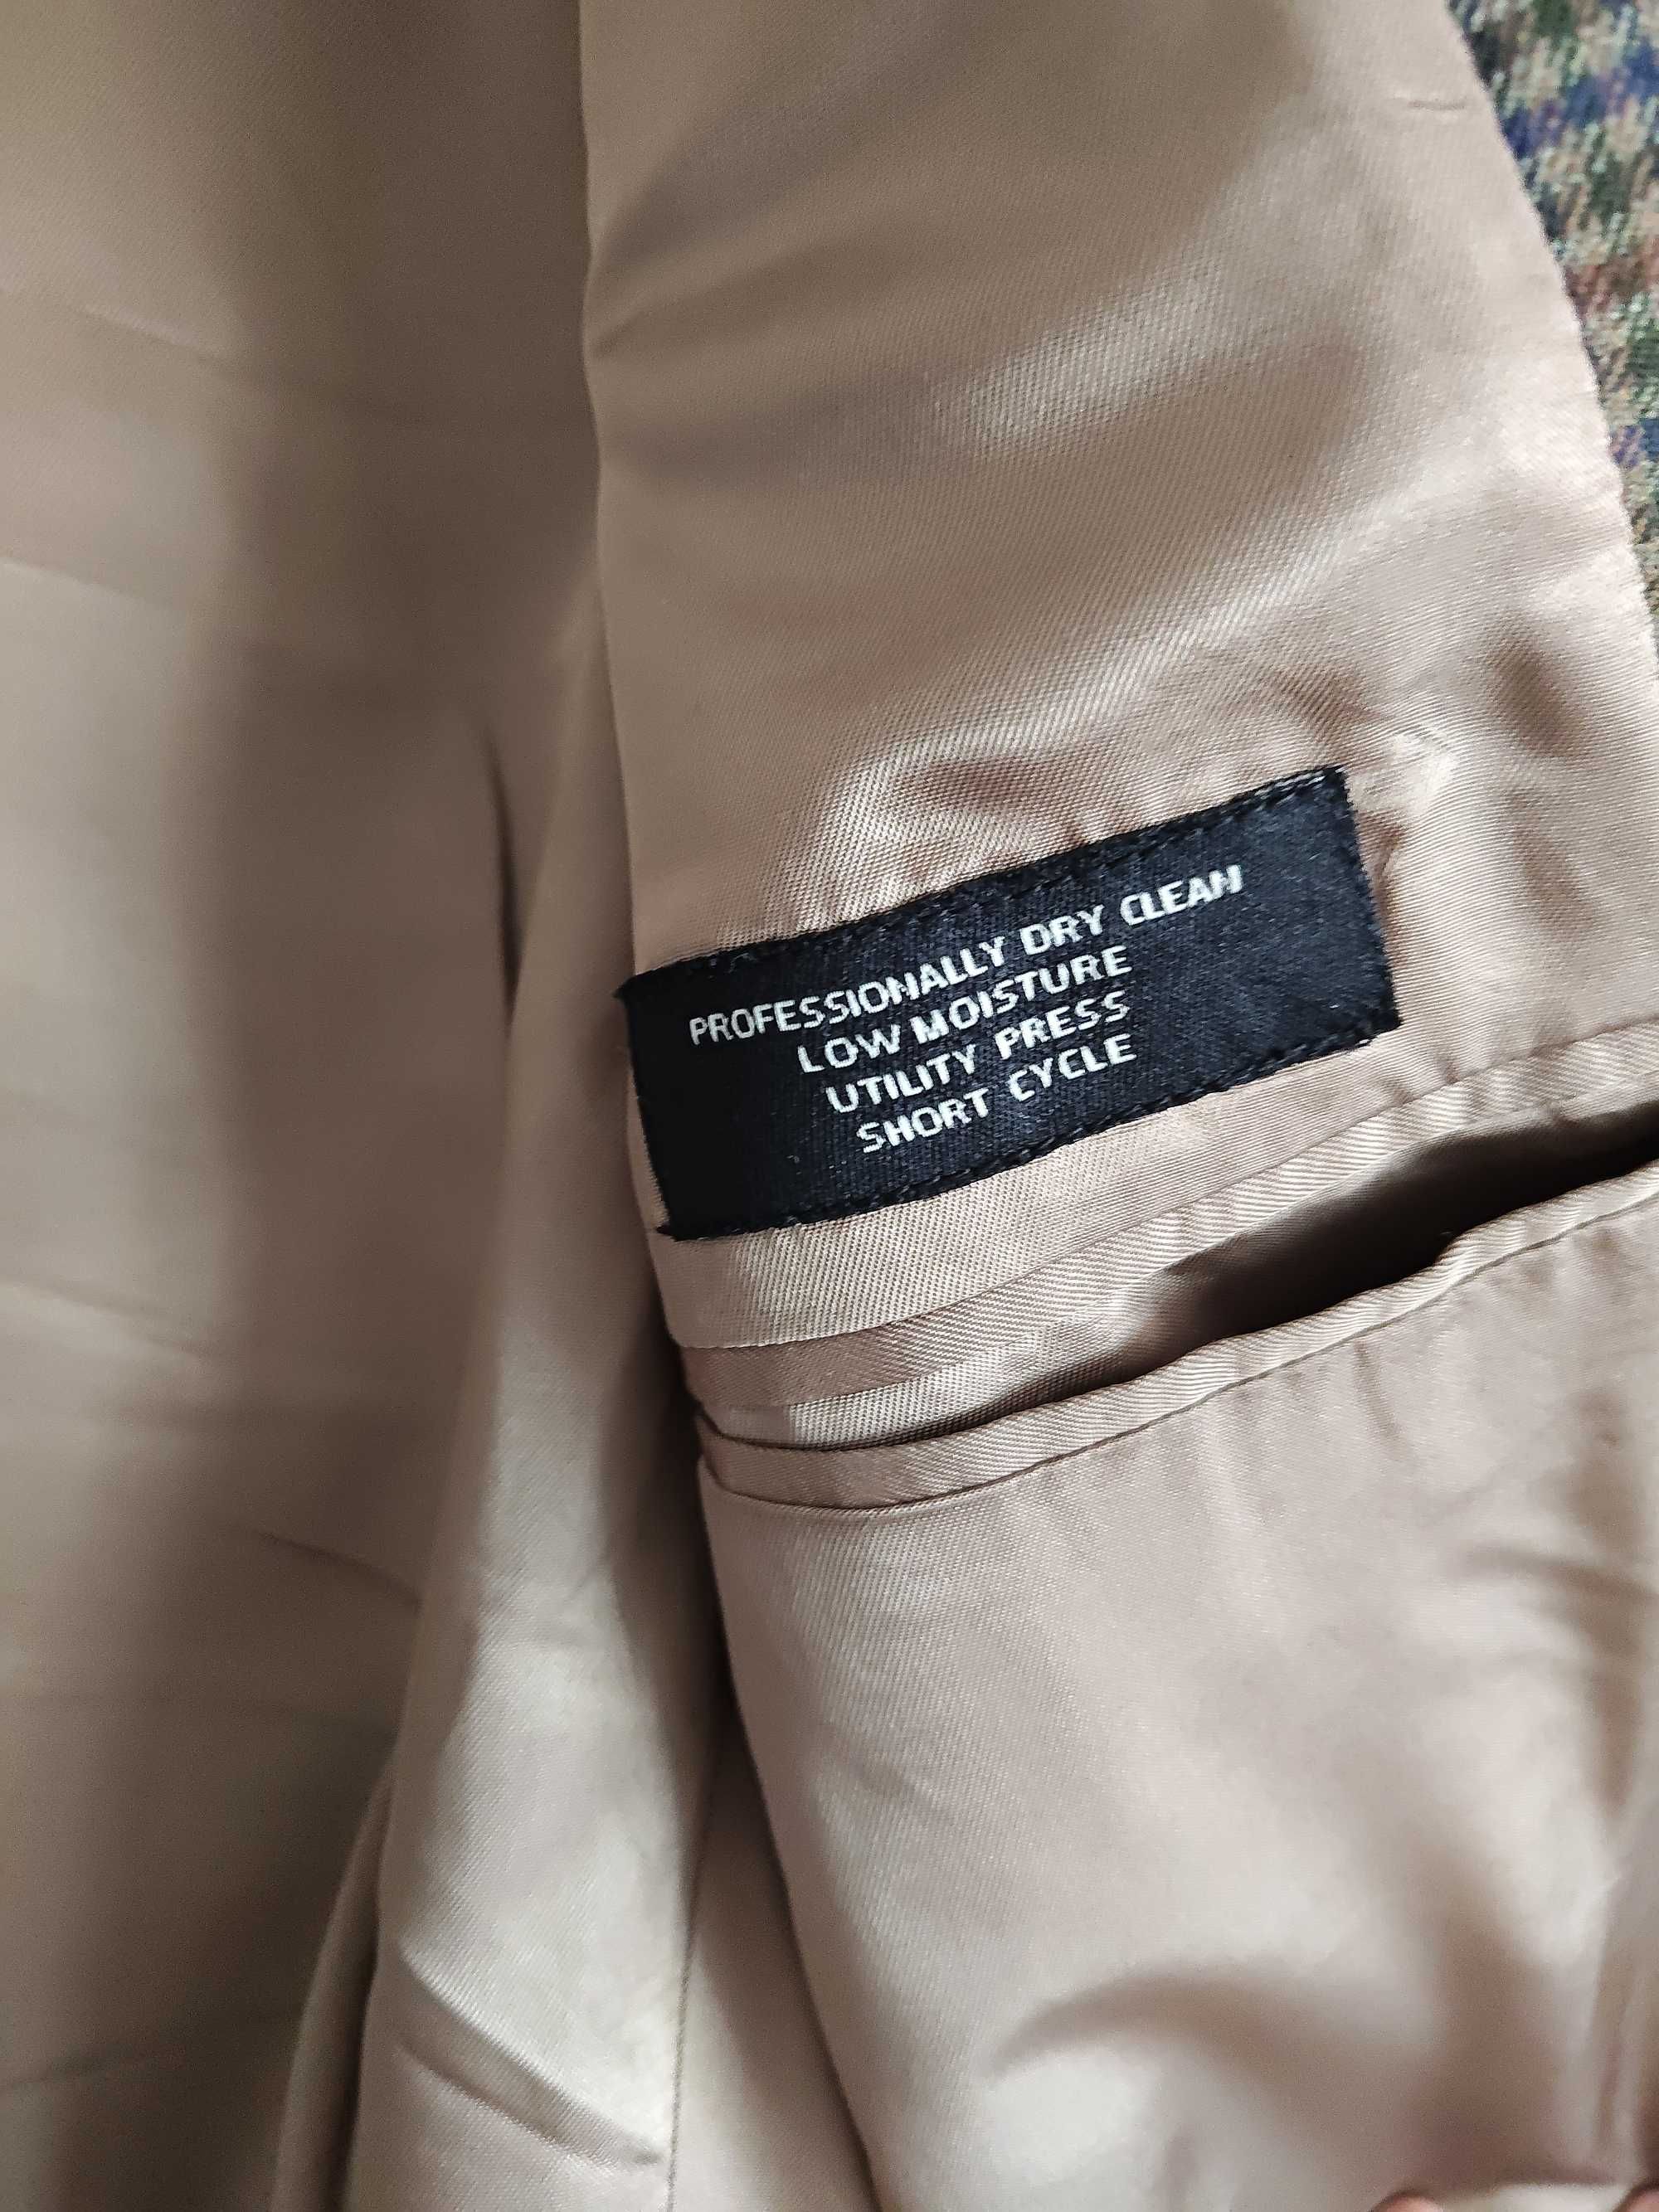 PROFESSIONALLY DRY CLEAN
LOW MOISTURE
UTILITY PRESS
SHORT CYCLE